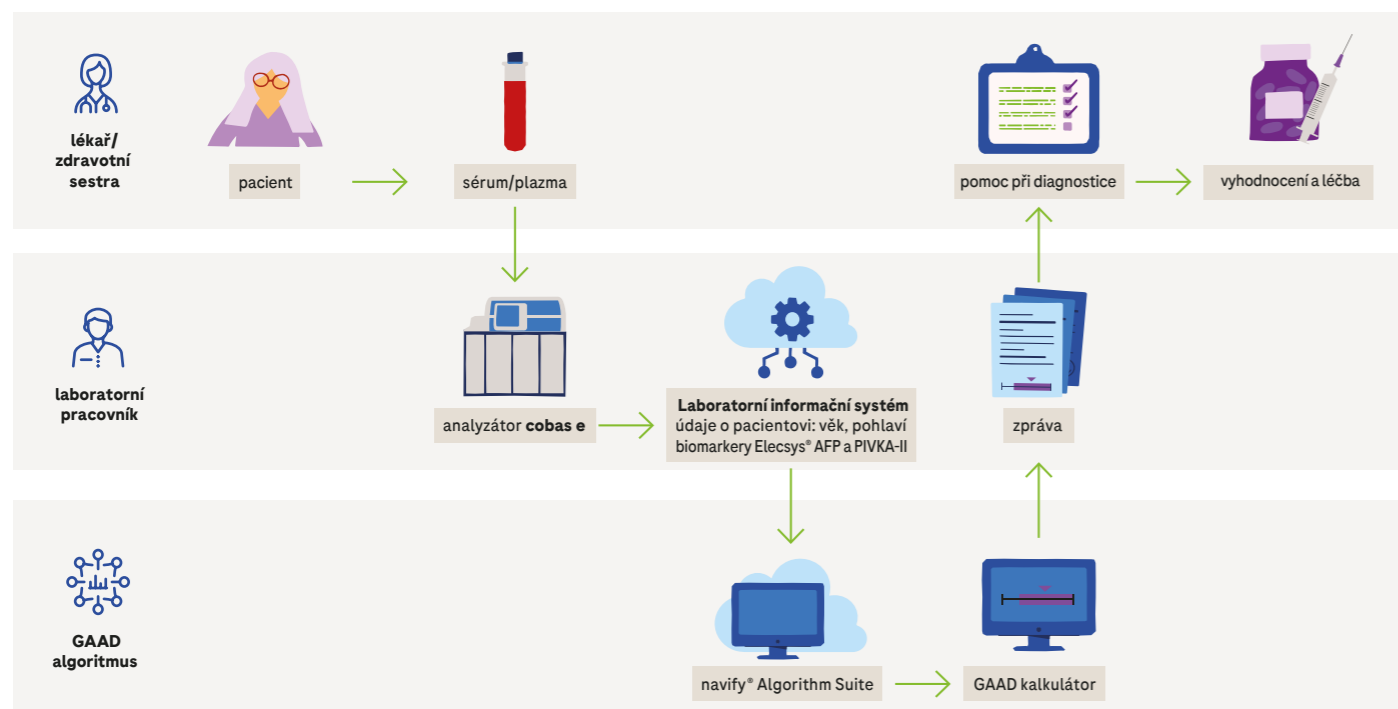 lékař/
zdravotní
sestra
pacient
sérum/plazma
pomoc při diagnostice
vyhodnocení a léčba
laboratorní
pracovník
analyzátor cobas e
Laboratorní informační systém
údaje o pacientovi: věk, pohlaví
biomarkery Elecsys® AFP a PIVKA-II
zpráva
GAAD
algoritmus
navify® Algorithm Suite
GAAD kalkulátor